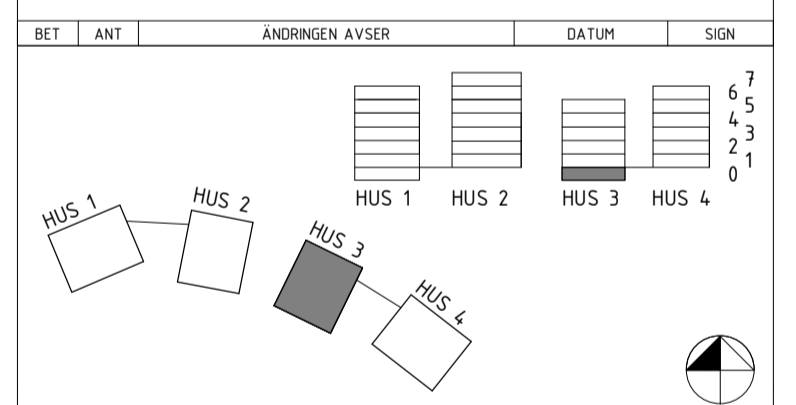 BET ANT ÄNDRINGEN AVSER DATUM SIGN
7
6
5
4
3
2
1
0
HUS 1 HUS 2 HUS 3 HUS 4
HUS 1
HUS 2
HUS 3
HUS 4